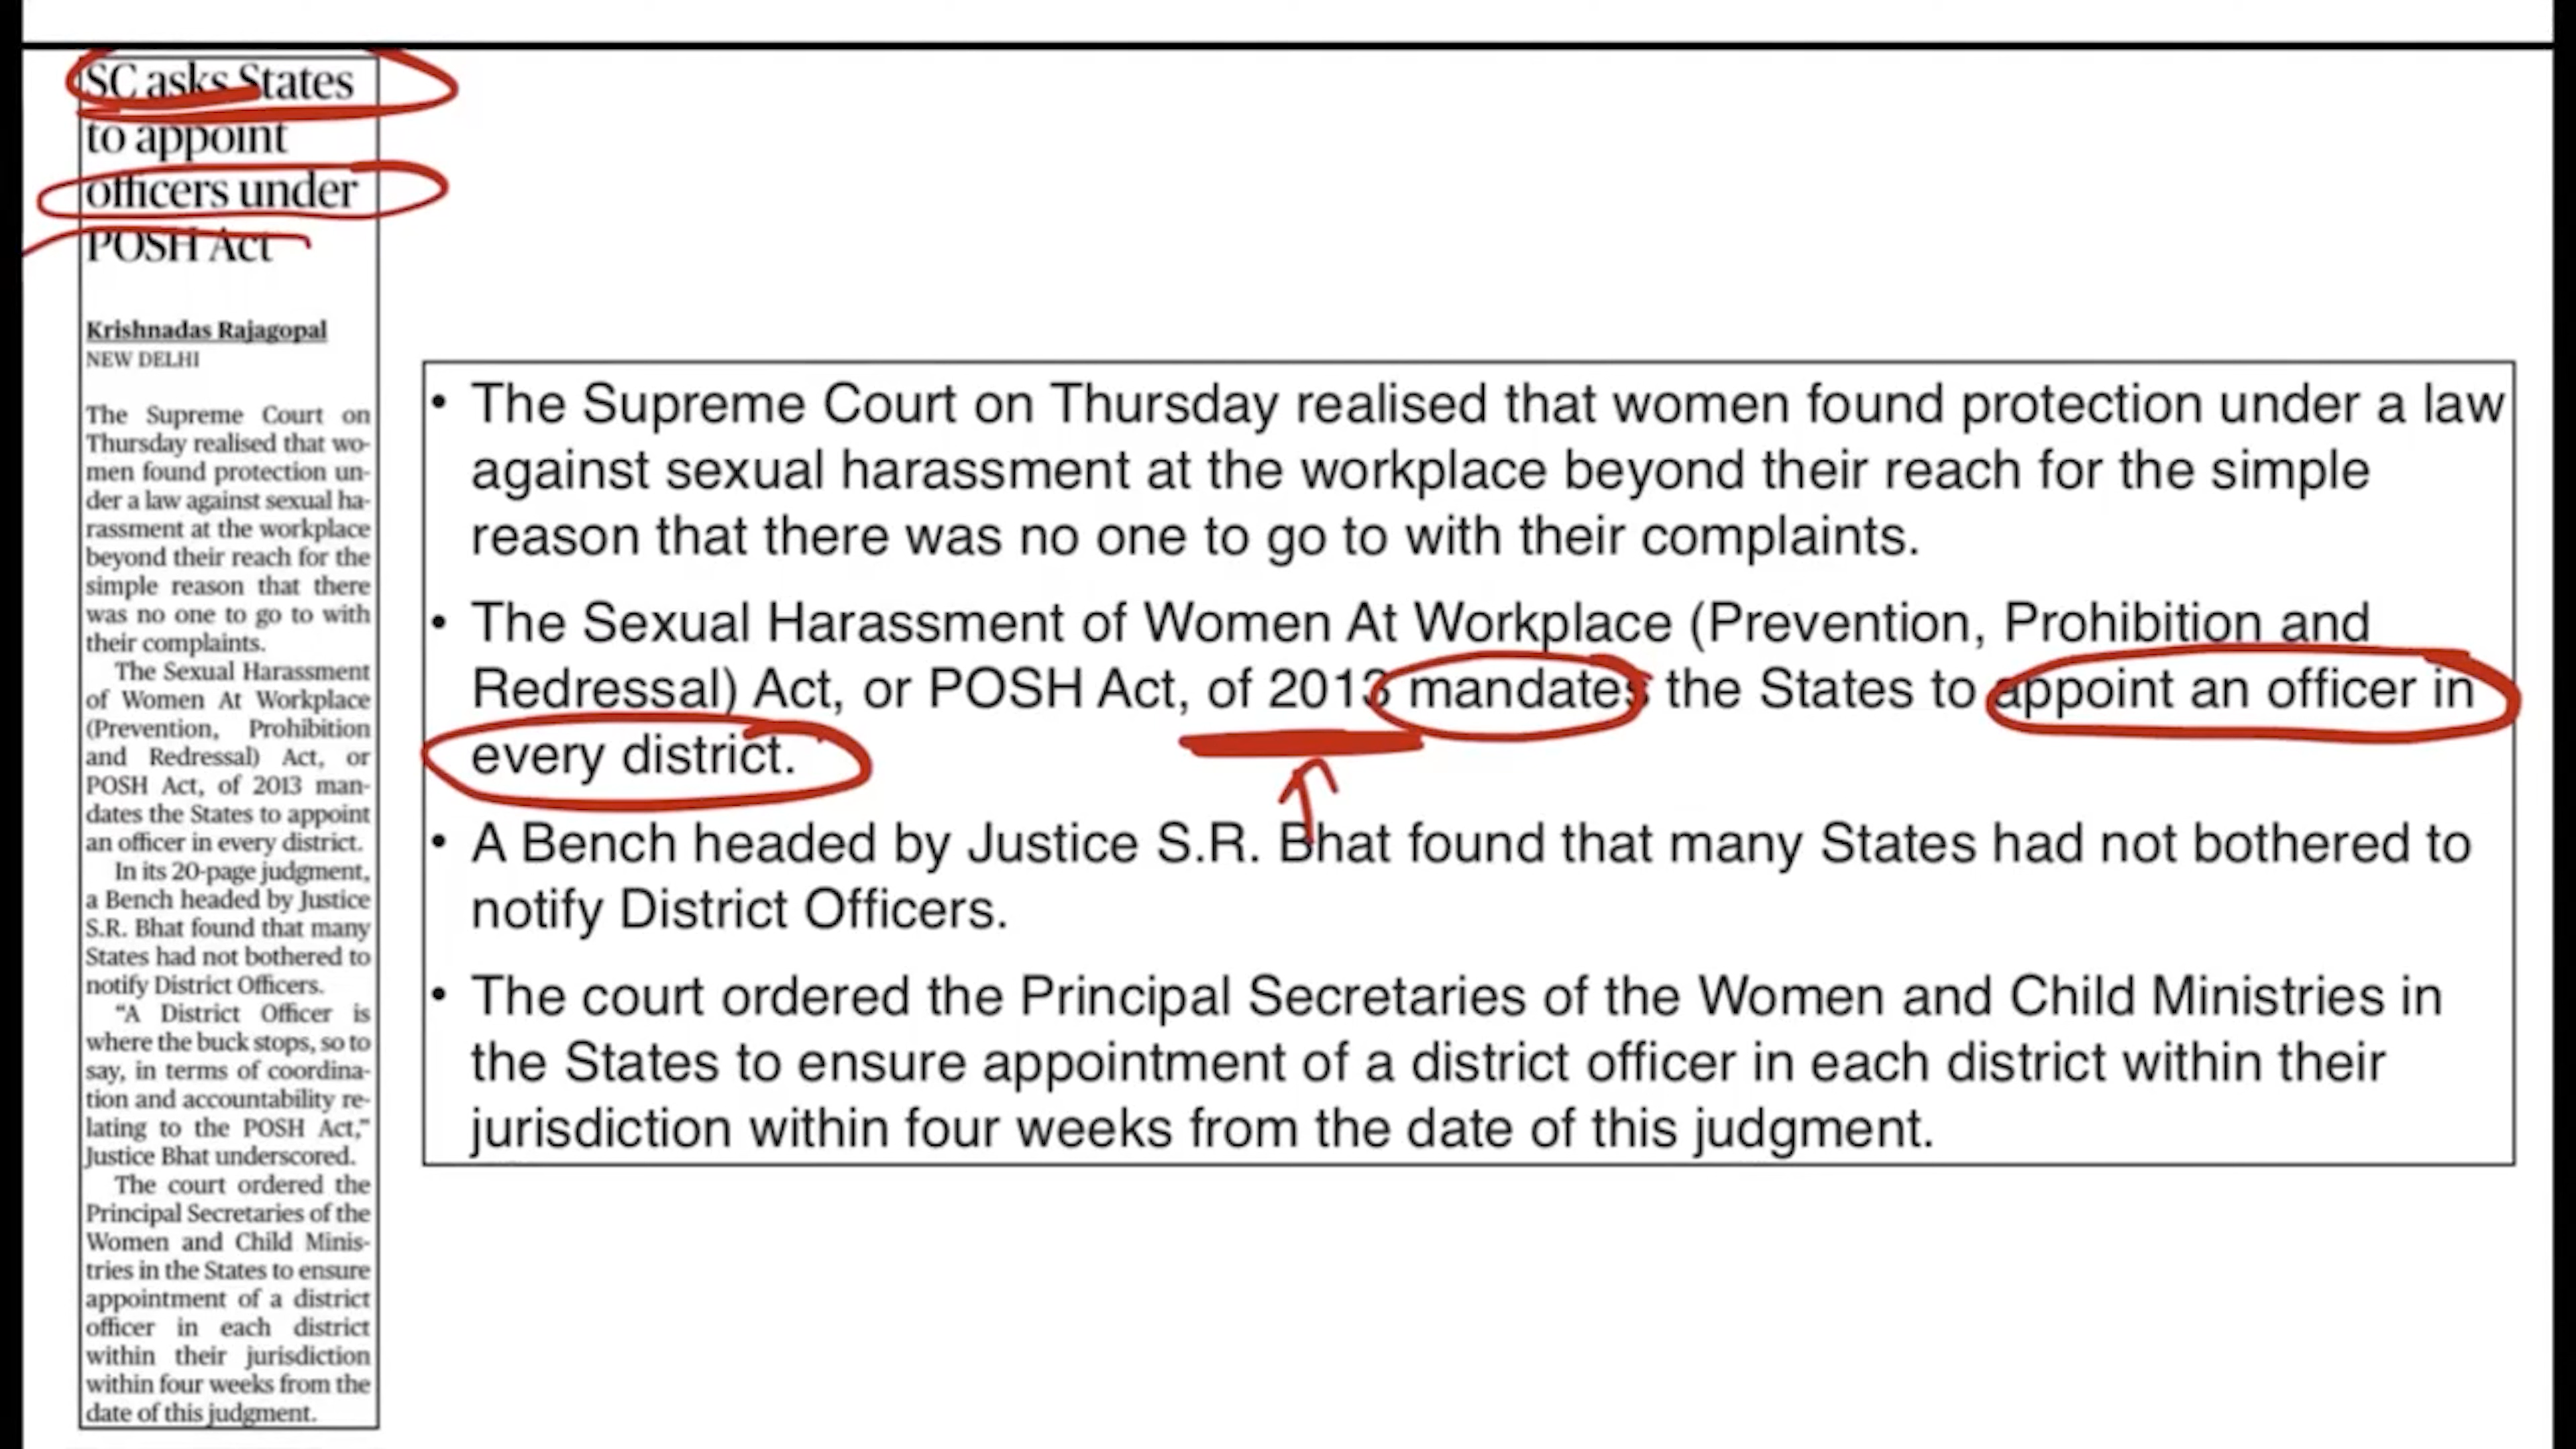 SC asks States
to appoint
officers under
POSH Act
Krishnadas Rajagopal
NEW DELHI
The Supreme Court on
Thursday realised that wo-
men found protection un-
der a law against sexual ha-
rassment at the workplace
beyond their reach for the
simple reason that there
was no one to go to with
their complaints.
The Sexual Harassment
of Women At Workplace
(Prevention, Prohibition
and Redressal) Act, or
POSH Act, of 2013 man-
dates the States to appoint
an officer in every district.
In its 20-page judgment,
a Bench headed by Justice
S.R. Bhat found that many
States had not bothered to
notify District Officers.
“A District Officer is
where the buck stops, so to
say, in terms of coordina-
tion and accountability re-
lating to the POSH Act,”
Justice Bhat underscored.
The court ordered the
Principal Secretaries of the
Women and Child Minis-
tries in the States to ensure
appointment of a district
officer in each district
within their jurisdiction
within four weeks from the
date of this judgment.
• The Supreme Court on Thursday realised that women found protection under a law
against sexual harassment at the workplace beyond their reach for the simple
reason that there was no one to go to with their complaints.
• The Sexual Harassment of Women At Workplace (Prevention, Prohibition and
Redressal) Act, or POSH Act, of 2013 mandates the States to appoint an officer in
every district.
• A Bench headed by Justice S.R. Bhat found that many States had not bothered to
notify District Officers.
• The court ordered the Principal Secretaries of the Women and Child Ministries in
the States to ensure appointment of a district officer in each district within their
jurisdiction within four weeks from the date of this judgment.